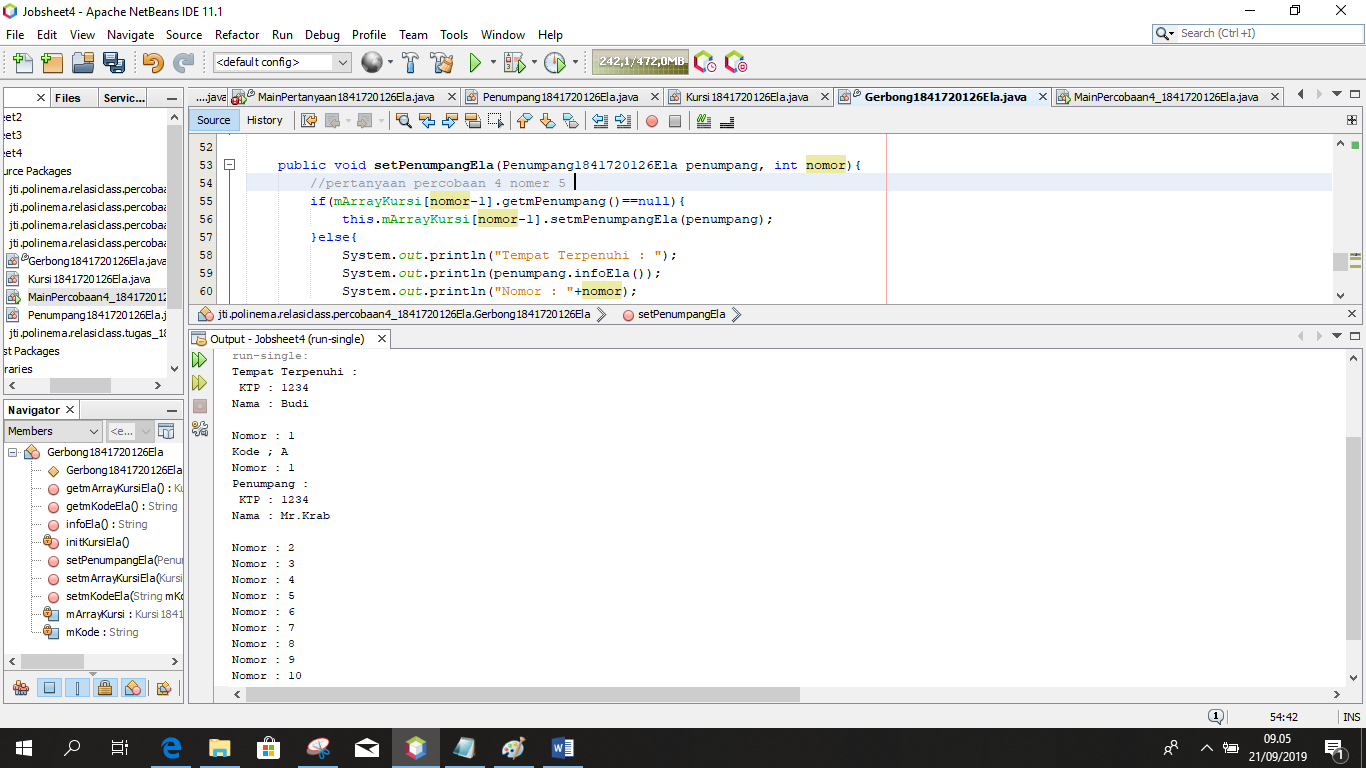 Jobsheet4 - Apache NetBeans IDE 11.1
File Edit View Navigate Source Refactor Run Debug Profile Team Tools Window Help
Search (Ctrl+I)
<default config>
242,1/472,0MB
Files Servic...
...java MainPertanyaan1841720126Ela.java Penumpang1841720126Ela.java Kursi1841720126Ela.java Gerbong1841720126Ela.java MainPercobaan4_1841720126Ela.java
Source History
eet2
eet3
eet4
urce Packages
jti.polinema.relasiclass.percobaa
jti.polinema.relasiclass.percobaa
jti.polinema.relasiclass.percobaa
jti.polinema.relasiclass.percobaa
Gerbong1841720126Ela.java
Kursi1841720126Ela.java
MainPercobaan4_18417201
Penumpang1841720126Ela.j
jti.polinema.relasiclass.tugas_18
st Packages
raries
52
53 public void setPenumpangEla(Penumpang1841720126Ela penumpang, int nomor){
54 //pertanyaan percobaan 4 nomer 5
55 if(mArrayKursi[nomor-1].getmPenumpang()==null){
56 this.mArrayKursi[nomor-1].setmPenumpangEla(penumpang);
57 }else{
58 System.out.println("Tempat Terpenuhi : ");
59 System.out.println(penumpang.infoEla());
60 System.out.println("Nomor : "+nomor);
jti.polinema.relasiclass.percobaan4_1841720126Ela.Gerbong1841720126Ela setPenumpangEla
Navigator
Members <e...
Gerbong1841720126Ela
Gerbong1841720126Ela
getmArrayKursiEla() : Ku
getmKodeEla() : String
infoEla() : String
initKursiEla()
setPenumpangEla(Penu
setmArrayKursiEla(Kursi
setmKodeEla(String mKo
mArrayKursi : Kursi1841
mKode : String
Output - Jobsheet4 (run-single)
run-single:
Tempat Terpenuhi :
KTP : 1234
Nama : Budi
Nomor : 1
Kode ; A
Nomor : 1
Penumpang :
KTP : 1234
Nama : Mr.Krab
Nomor : 2
Nomor : 3
Nomor : 4
Nomor : 5
Nomor : 6
Nomor : 7
Nomor : 8
Nomor : 9
Nomor : 10
1 54:42 INS
09.05
21/09/2019
1